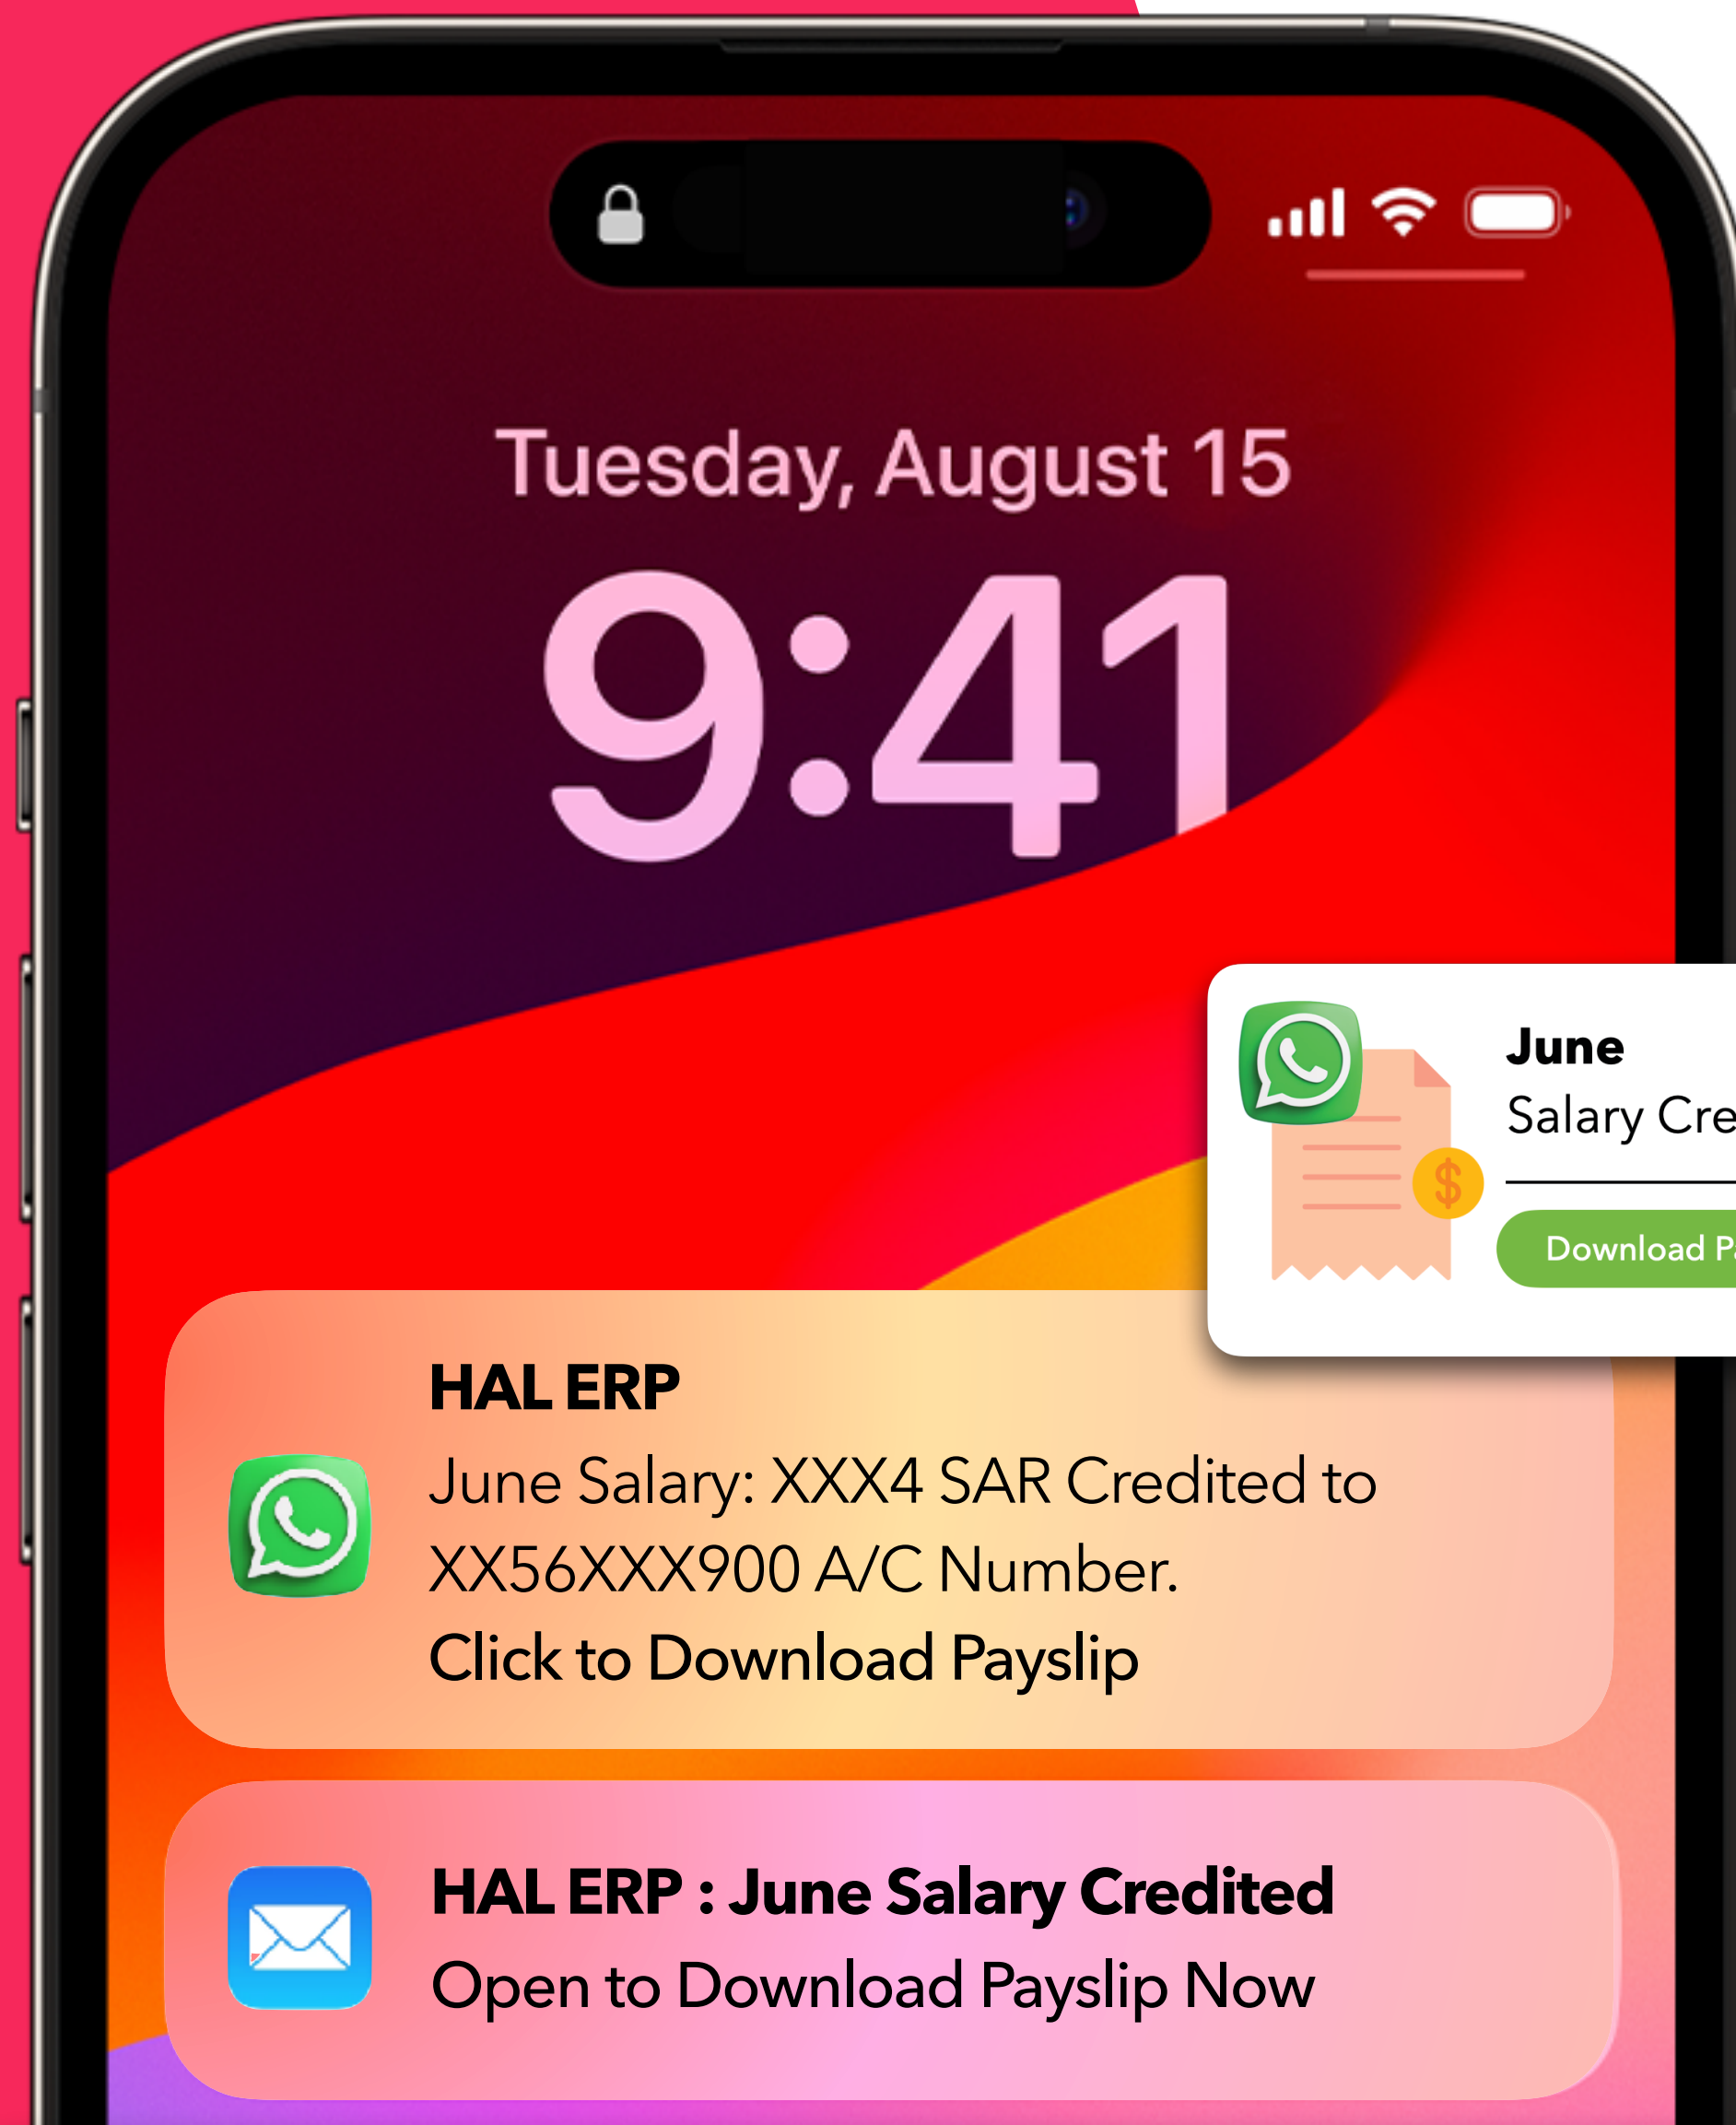 Tuesday, August 15
9:41
June
Salary
Download
HAL ERP
June Salary: XXX4 SAR Credited to
XX56XXX900 A/C Number.
Click to Download Payslip
HAL ERP : June Salary Credited
Open to Download Payslip Now